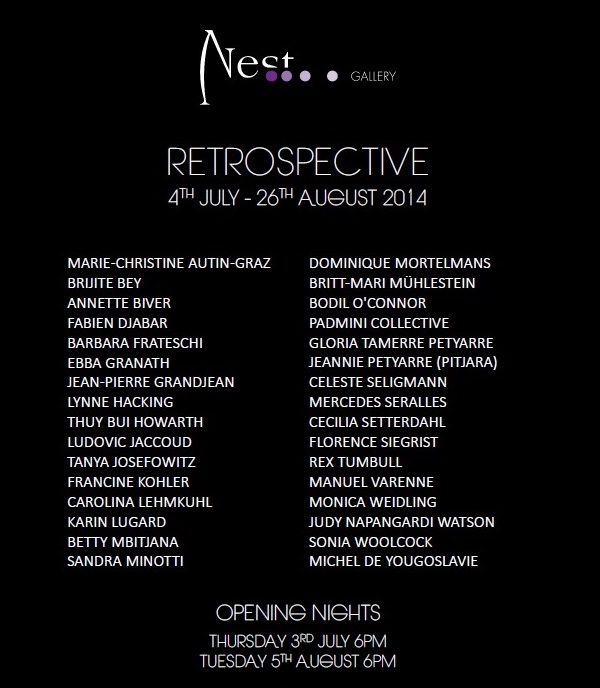 Nest
GALLERY
RETROSPECTIVE
4TH JULY - 26TH AUGUST 2014
MARIE-CHRISTINE AUTIN-GRAZ
BRIJITE BEY
ANNETTE BIVER
FABIEN DJABAR
BARBARA FRATESCHI
EBBA GRANATH
JEAN-PIERRE GRANDJEAN
LYNNE HACKING
THUY BUI HOWARTH
LUDOVIC JACCOUD
TANYA JOSEFOWITZ
FRANCINE KOHLER
CAROLINA LEHMKUHL
KARIN LUGARD
BETTY MBITJANA
SANDRA MINOTTI
DOMINIQUE MORTELMANS
BRITT-MARI MÜHLESTEIN
BODIL O'CONNOR
PADMINI COLLECTIVE
GLORIA TAMERRE PETYARRE
JEANNIE PETYARRE (PITJARA)
CELESTE SELIGMANN
MERCEDES SERALLES
CECILIA SETTERDAHL
FLORENCE SIEGRIST
REX TUMBULL
MANUEL VARENNE
MONICA WEIDLING
JUDY NAPANGARDI WATSON
SONIA WOOLCOCK
MICHEL DE YOUGOSLAVIE
OPENING NIGHTS
THURSDAY 3RD JULY 6PM
TUESDAY 5TH AUGUST 6PM